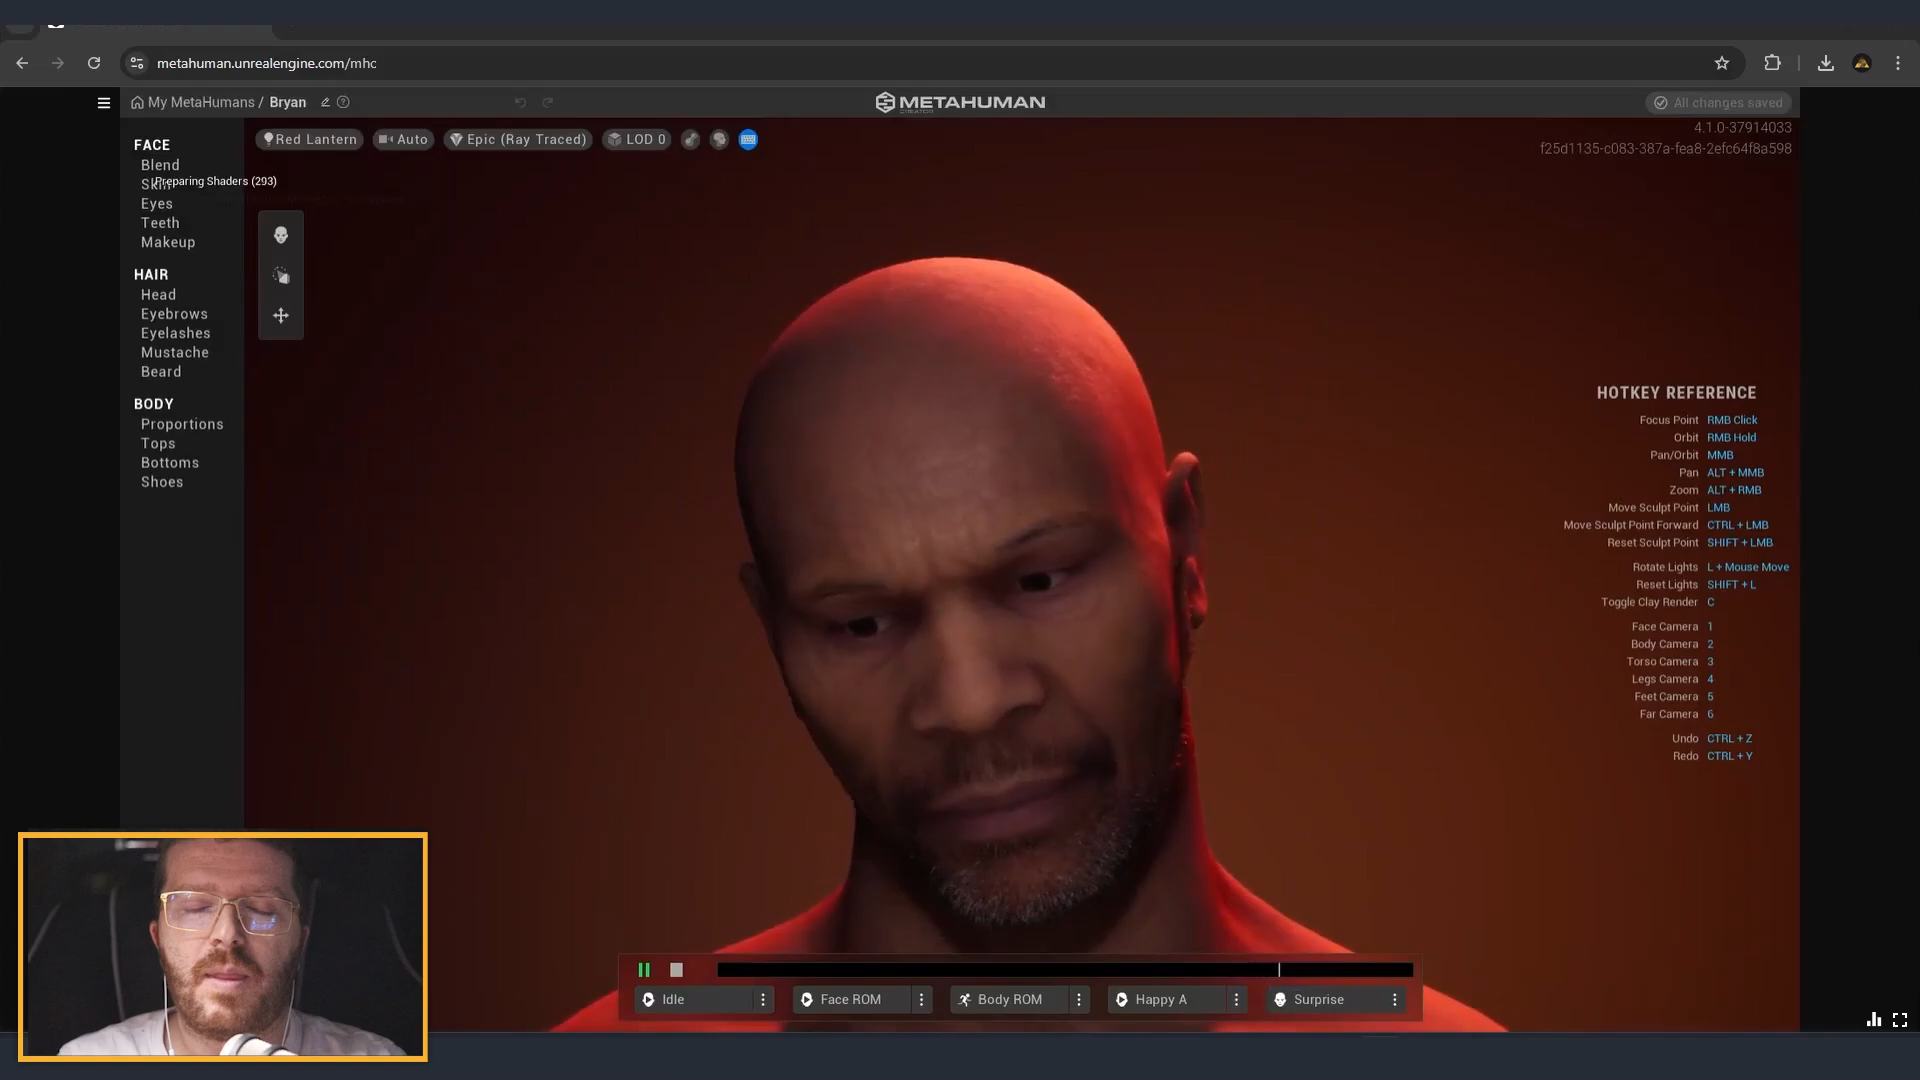 metahuman.unrealengine.com/mhc
My MetaHumans / Bryan
METAHUMAN
CREATOR
All changes saved
4.1.0-37914033
f25d1135-c083-387a-fea8-2efc64f8a598
Red Lantern
Auto
Epic (Ray Traced)
LOD 0
FACE
Blend
Skin
Preparing Shaders (293)
Eyes
Teeth
Makeup
HAIR
Head
Eyebrows
Eyelashes
Mustache
Beard
BODY
Proportions
Tops
Bottoms
Shoes
HOTKEY REFERENCE
Focus Point RMB Click
Orbit RMB Hold
Pan/Orbit MMB
Pan ALT + MMB
Zoom ALT + RMB
Move Sculpt Point LMB
Move Sculpt Point Forward CTRL + LMB
Reset Sculpt Point SHIFT + LMB
Rotate Lights L + Mouse Move
Reset Lights SHIFT + L
Toggle Clay Render C
Face Camera 1
Body Camera 2
Torso Camera 3
Legs Camera 4
Feet Camera 5
Far Camera 6
Undo CTRL + Z
Redo CTRL + Y
Idle
Face ROM
Body ROM
Happy A
Surprise